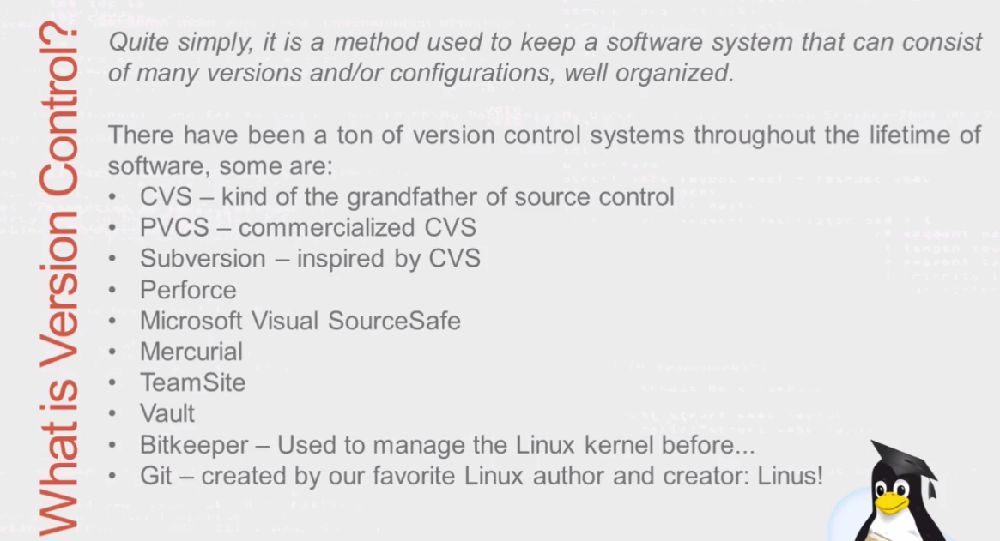 What is Version Control?
Quite simply, it is a method used to keep a software system that can consist
of many versions and/or configurations, well organized.
There have been a ton of version control systems throughout the lifetime of
software, some are:
• CVS – kind of the grandfather of source control
• PVCS – commercialized CVS
• Subversion – inspired by CVS
• Perforce
• Microsoft Visual SourceSafe
• Mercurial
• TeamSite
• Vault
• Bitkeeper – Used to manage the Linux kernel before...
• Git – created by our favorite Linux author and creator: Linus!